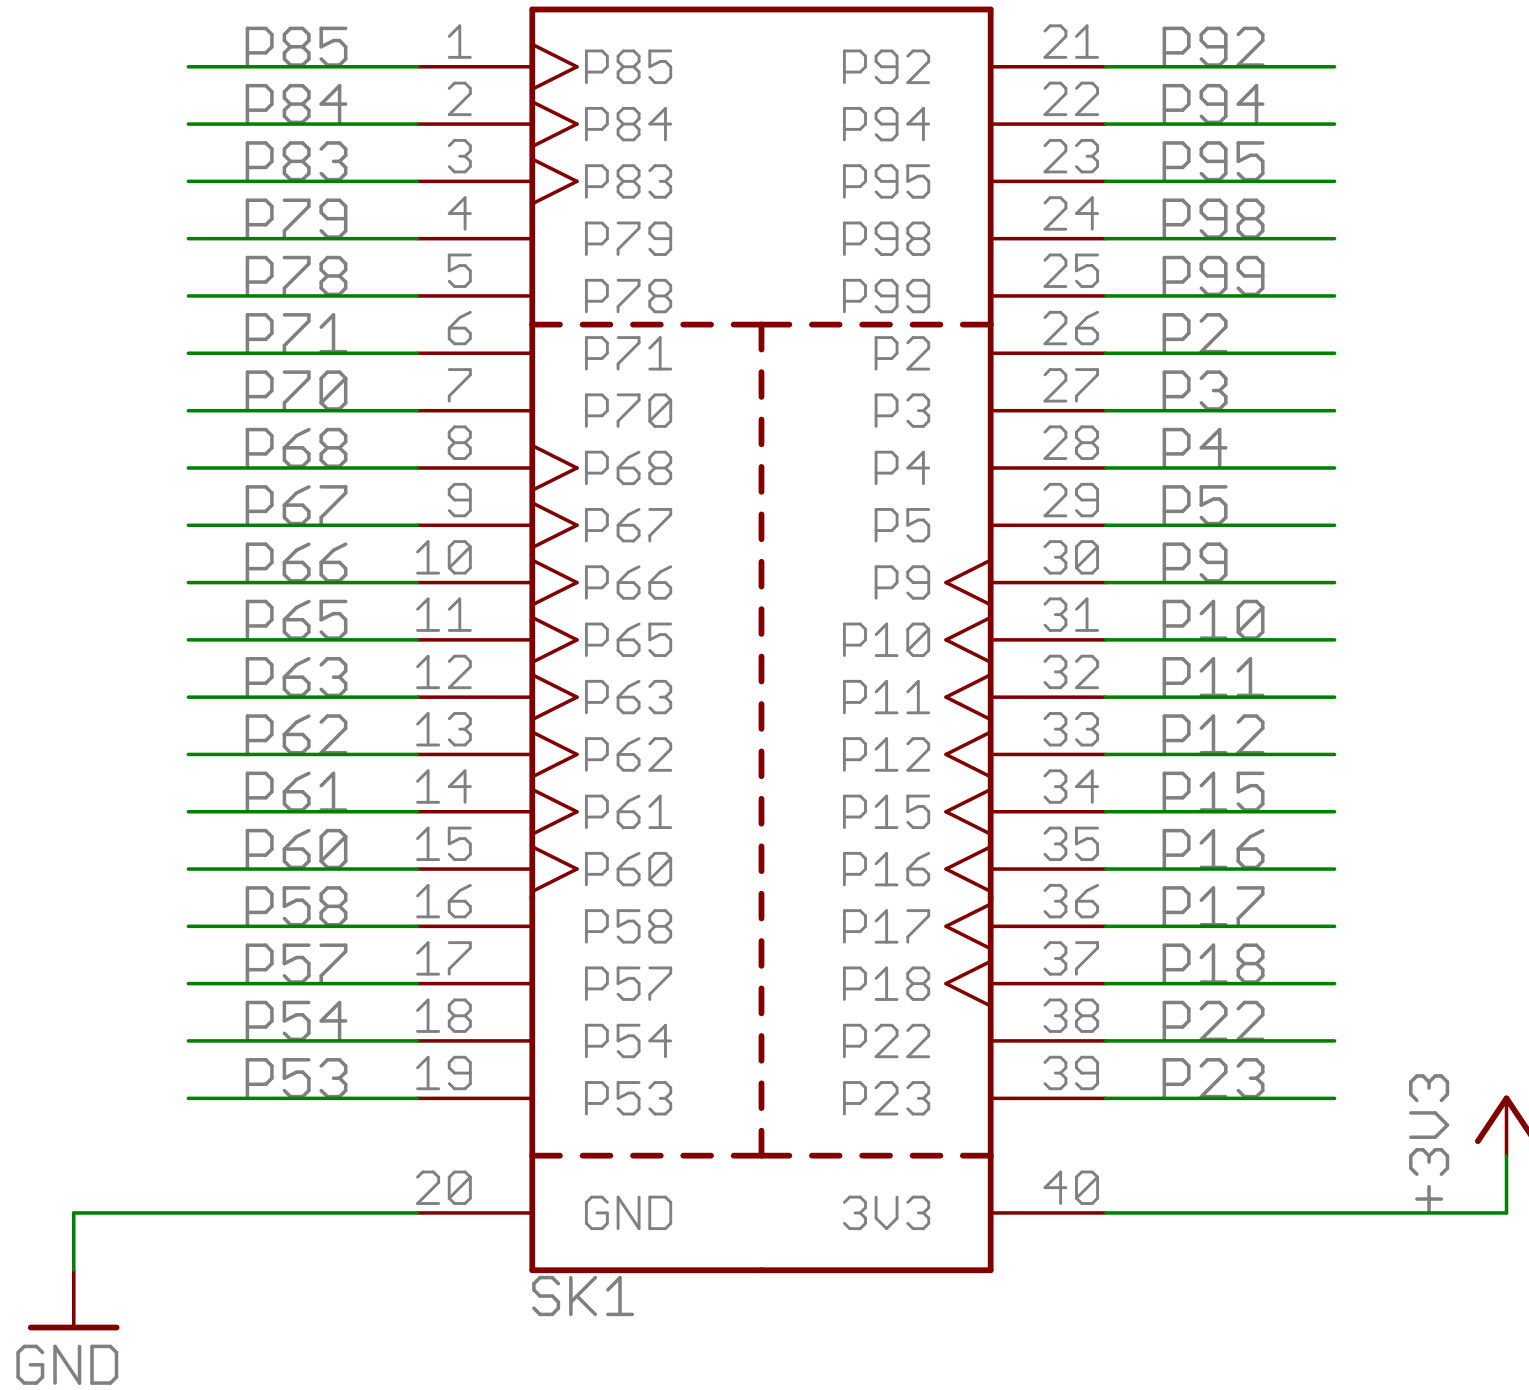 P85 1 P85 P92 21 P92
P84 2 P84 P94 22 P94
P83 3 P83 P95 23 P95
P79 4 P79 P98 24 P98
P78 5 P78 P99 25 P99
P71 6 P71 P2 26 P2
P70 7 P70 P3 27 P3
P68 8 P68 P4 28 P4
P67 9 P67 P5 29 P5
P66 10 P66 P9 30 P9
P65 11 P65 P10 31 P10
P63 12 P63 P11 32 P11
P62 13 P62 P12 33 P12
P61 14 P61 P15 34 P15
P60 15 P60 P16 35 P16
P58 16 P58 P17 36 P17
P57 17 P57 P18 37 P18
P54 18 P54 P22 38 P22
P53 19 P53 P23 39 P23
20 GND 3V3 40 +3V3
SK1
GND